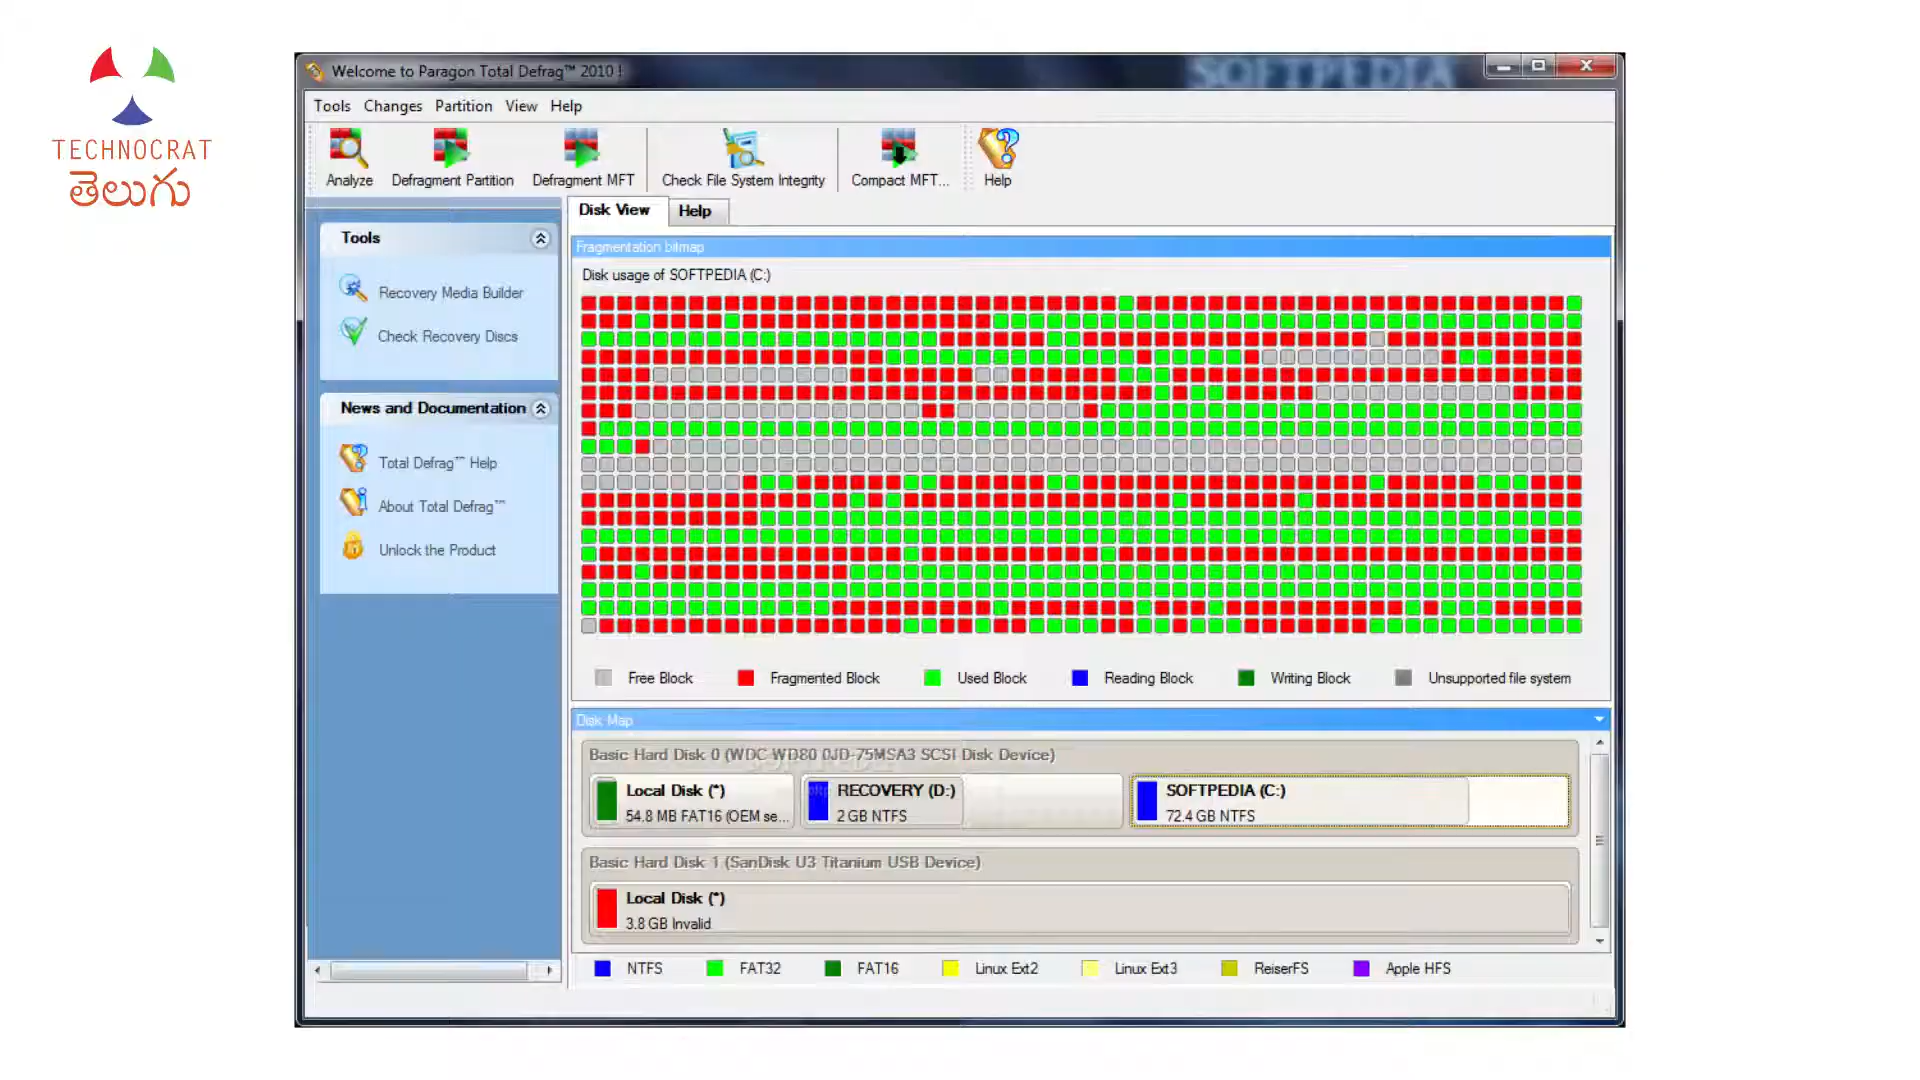 TECHNOCRAT
తెలుగు
Welcome to Paragon Total Defrag™ 2010 !
SOFTPEDIA
Tools Changes Partition View Help
Analyze Defragment Partition Defragment MFT Check File System Integrity Compact MFT... Help
Disk View Help
Tools
Recovery Media Builder
Check Recovery Discs
News and Documentation
Total Defrag™ Help
About Total Defrag™
Unlock the Product
Fragmentation bitmap
Disk usage of SOFTPEDIA (C:)
Free Block Fragmented Block Used Block Reading Block Writing Block Unsupported file system
Disk Map
Basic Hard Disk 0 (WDC WD80 0JD-75MSA3 SCSI Disk Device)
Local Disk (*) RECOVERY (D:) SOFTPEDIA (C:)
54.8 MB FAT16 (OEM se... 2 GB NTFS 72.4 GB NTFS
Basic Hard Disk 1 (SanDisk U3 Titanium USB Device)
Local Disk (*)
3.8 GB Invalid
NTFS FAT32 FAT16 Linux Ext2 Linux Ext3 ReiserFS Apple HFS